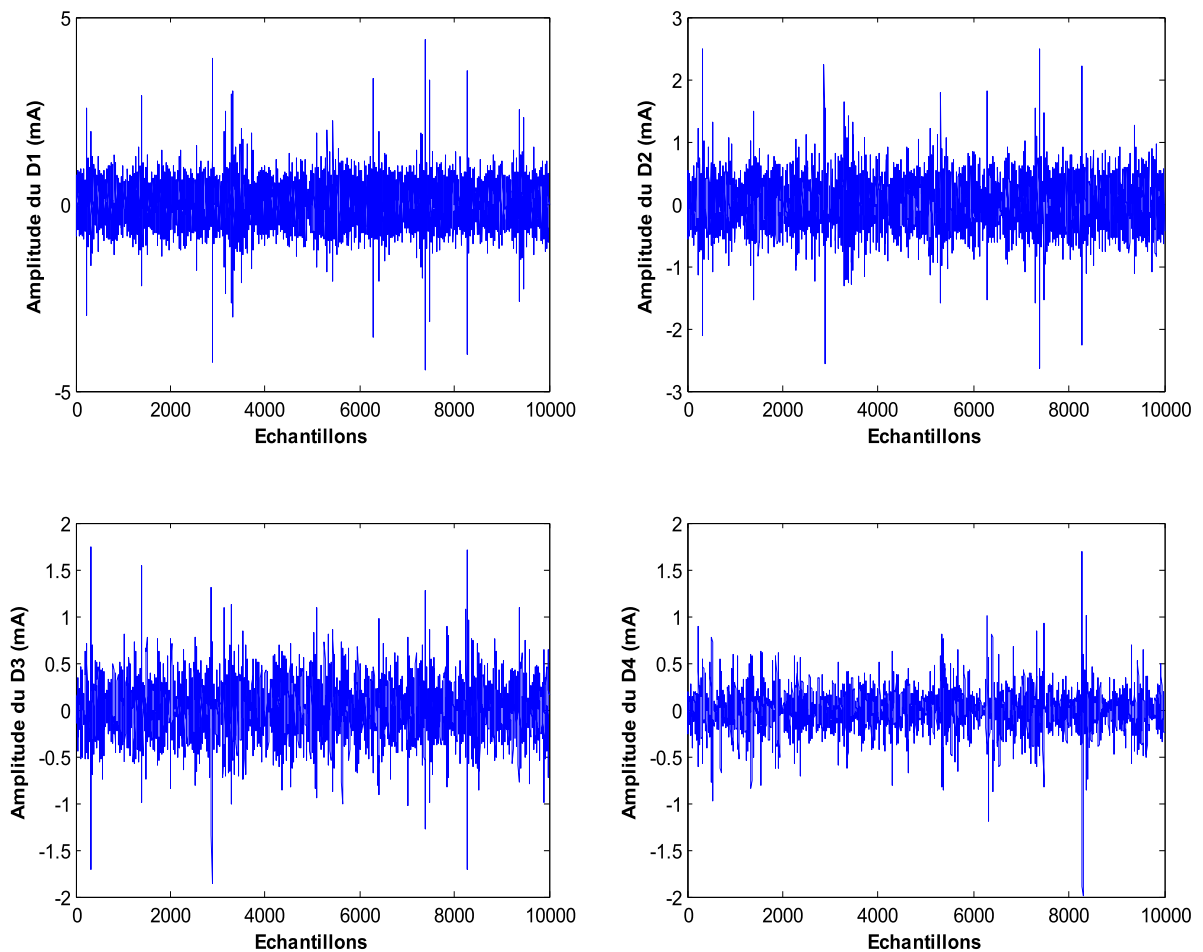 5
0
-5
Amplitude du D1 (mA)
0 2000 4000 6000 8000 10000
Echantillons
3
2
1
0
-1
-2
-3
Amplitude du D2 (mA)
0 2000 4000 6000 8000 10000
Echantillons
2
1.5
1
0.5
0
-0.5
-1
-1.5
-2
Amplitude du D3 (mA)
0 2000 4000 6000 8000 10000
Echantillons
2
1.5
1
0.5
0
-0.5
-1
-1.5
-2
Amplitude du D4 (mA)
0 2000 4000 6000 8000 10000
Echantillons